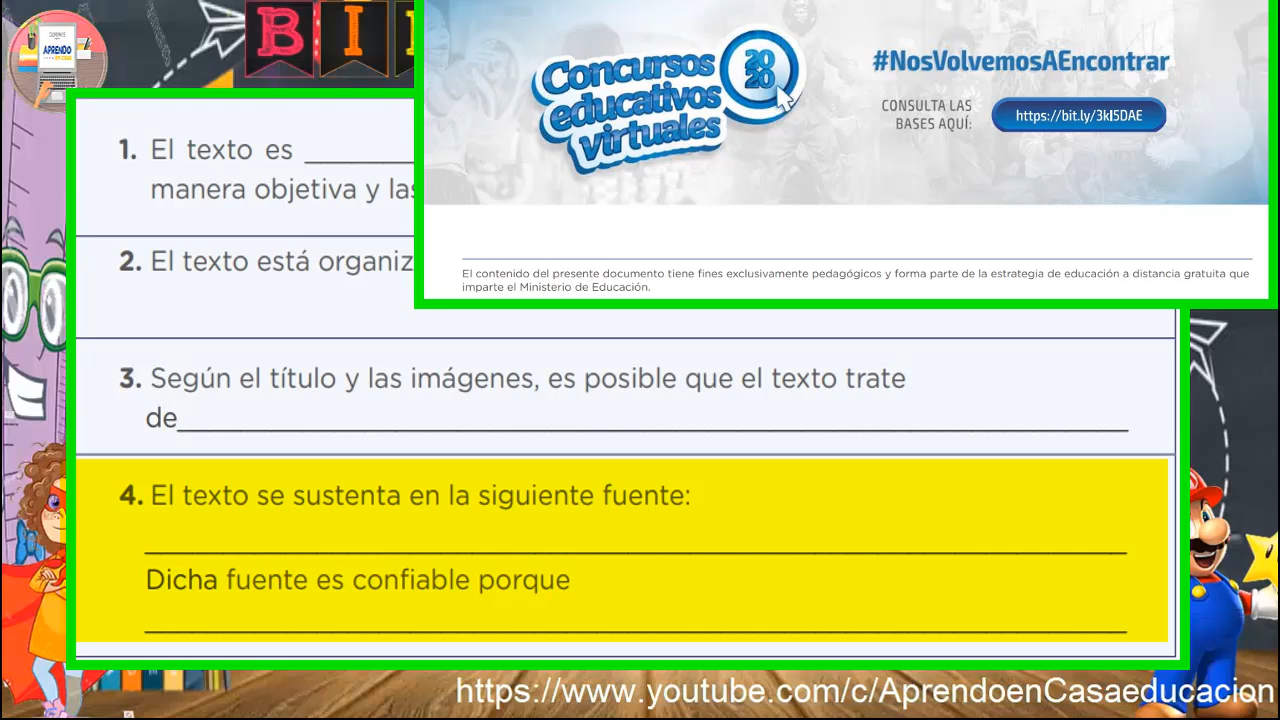 APRENDO
BI
Concursos
educativos
virtuales
20
20
#NosVolvemosAEncontrar
CONSULTA LAS
BASES AQUÍ:
https://bit.ly/3kI5DAE
El contenido del presente documento tiene fines exclusivamente pedagógicos y forma parte de la estrategia de educación a distancia gratuita que
imparte el Ministerio de Educación.
1. El texto es
manera objetiva y las
2. El texto está organiz
3. Según el título y las imágenes, es posible que el texto trate
de
4. El texto se sustenta en la siguiente fuente:
Dicha fuente es confiable porque
https://www.youtube.com/c/AprendoenCasaeducacion